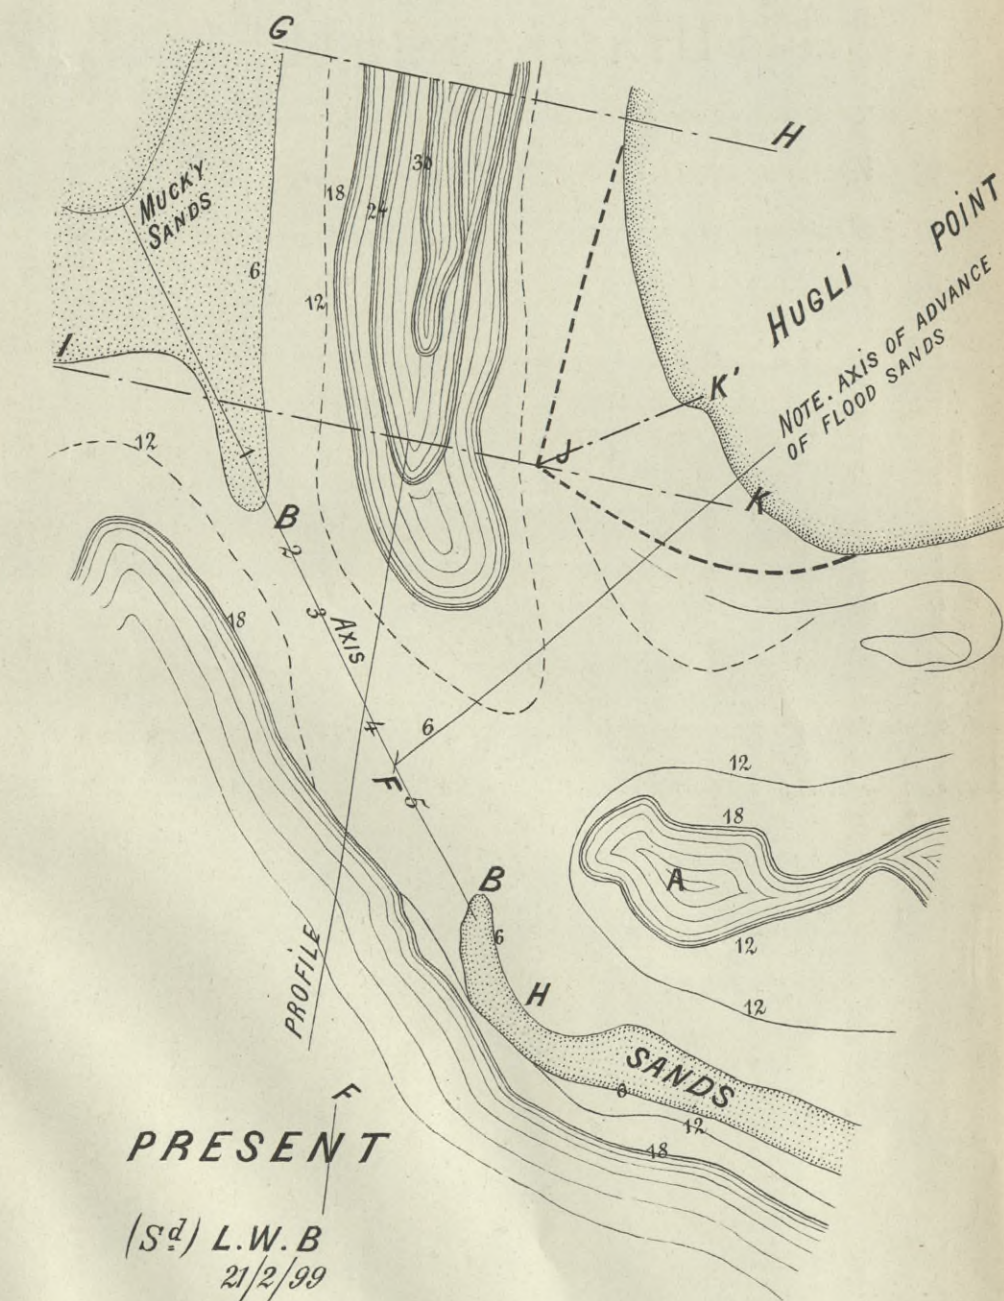 G
H
MUCK'Y
SANDS
30
18
24
6
12
HUGLI POINT
I
K'
NOTE. AXIS OF ADVANCE
OF FLOOD SANDS
J
12
K
1
B
2
3
AXIS
18
4
6
F
5
12
18
B
A
6
12
PROFILE
H
12
SANDS
6
12
18
F
PRESENT
(Sd.) L.W.B
21/2/99